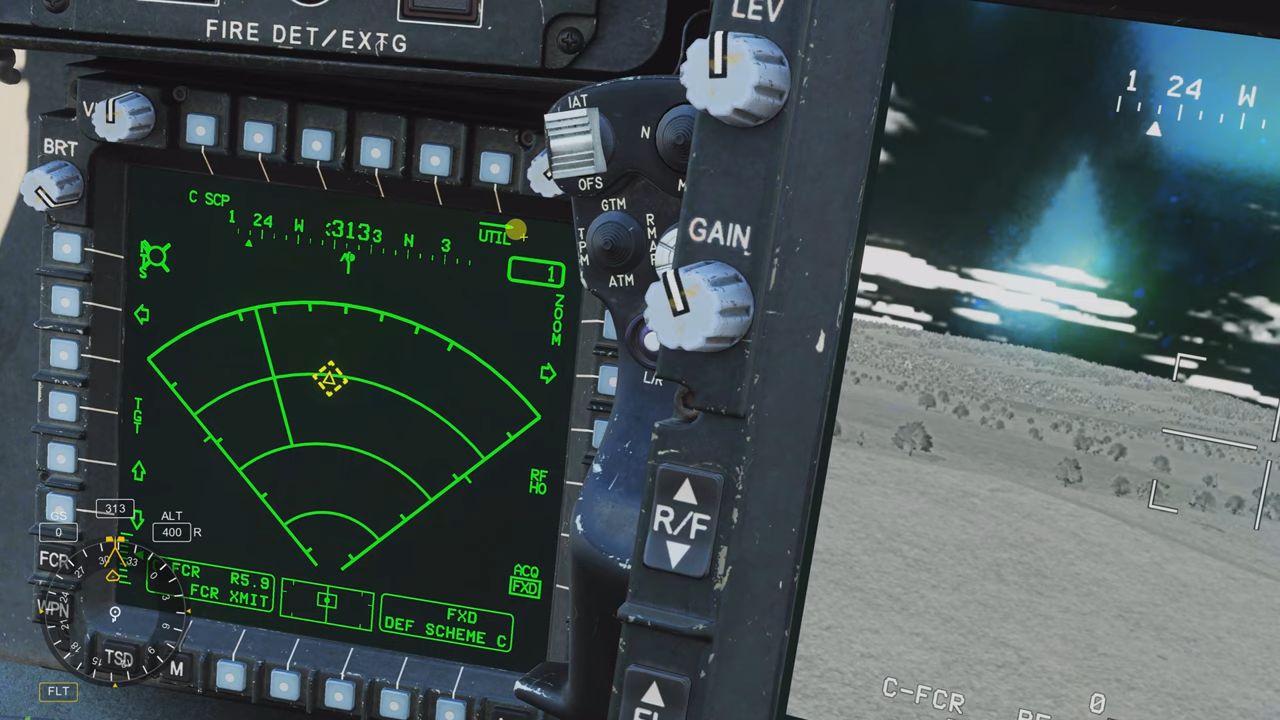 LEV
FIRE DET/EXTG
IAT
1 24 W
BRT
N
OFS
C SCP
1 24 W 313 3 N 3
UTIL
GTM
ATM
GAIN
1
ZOOM
L/R
TGT
RF
HO
313
GS
0
ALT
400 R
R/F
FCR
FCR R5.9
FCR XMIT
FXD
DEF SCHEME C
ACQ
FXD
WPN
TSD
M
FLT
C-FCR
0